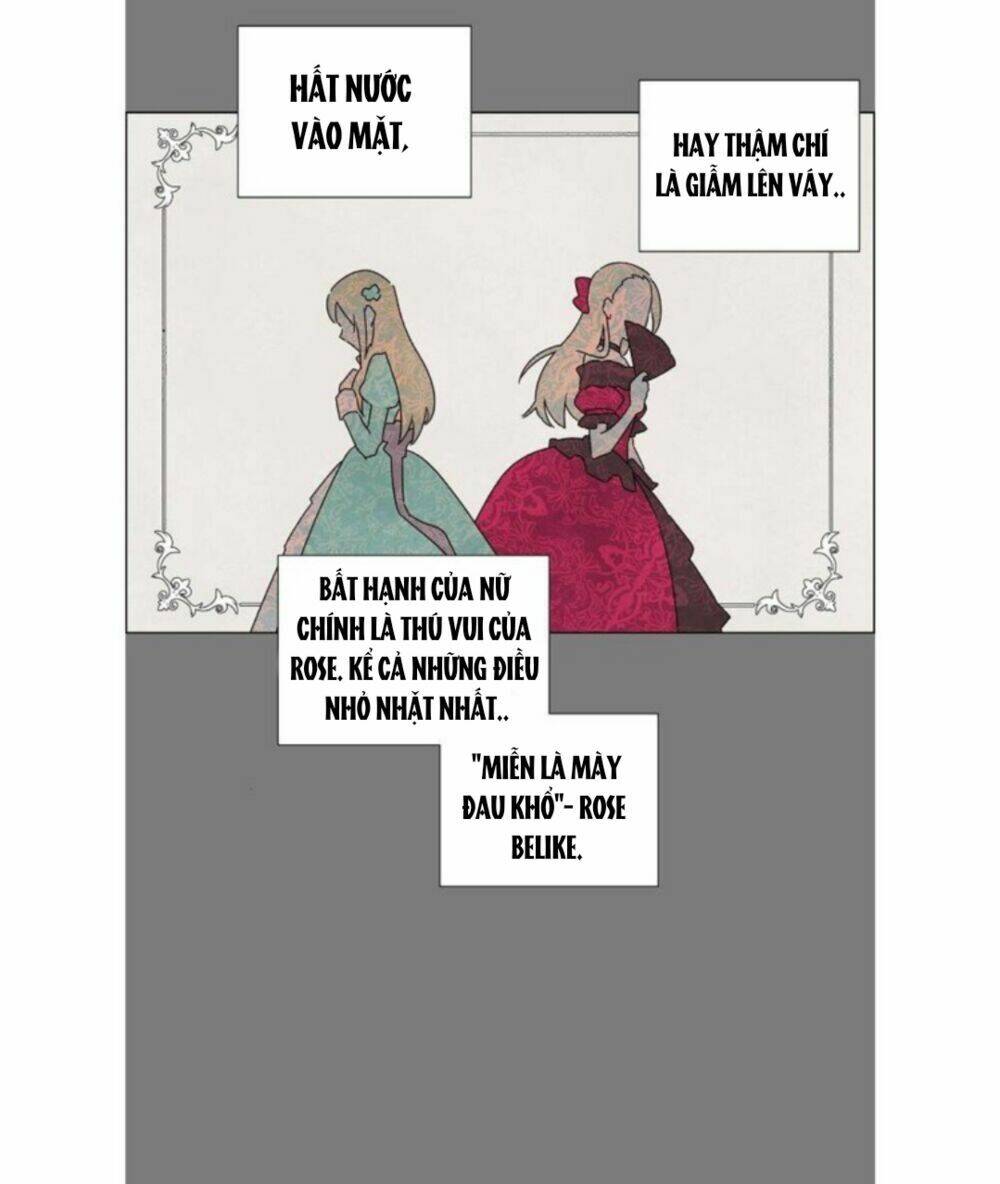 HẤT NƯỚC
VÀO MẶT,
HAY THẬM CHÍ
LÀ GIẪM LÊN VÁY..
BẤT HẠNH CỦA NỮ
CHÍNH LÀ THÚ VUI CỦA
ROSE. KỂ CẢ NHỮNG ĐIỀU
NHỎ NHẶT NHẤT..
"MIỄN LÀ MÀY
ĐAU KHỔ"- ROSE
BELIKE.